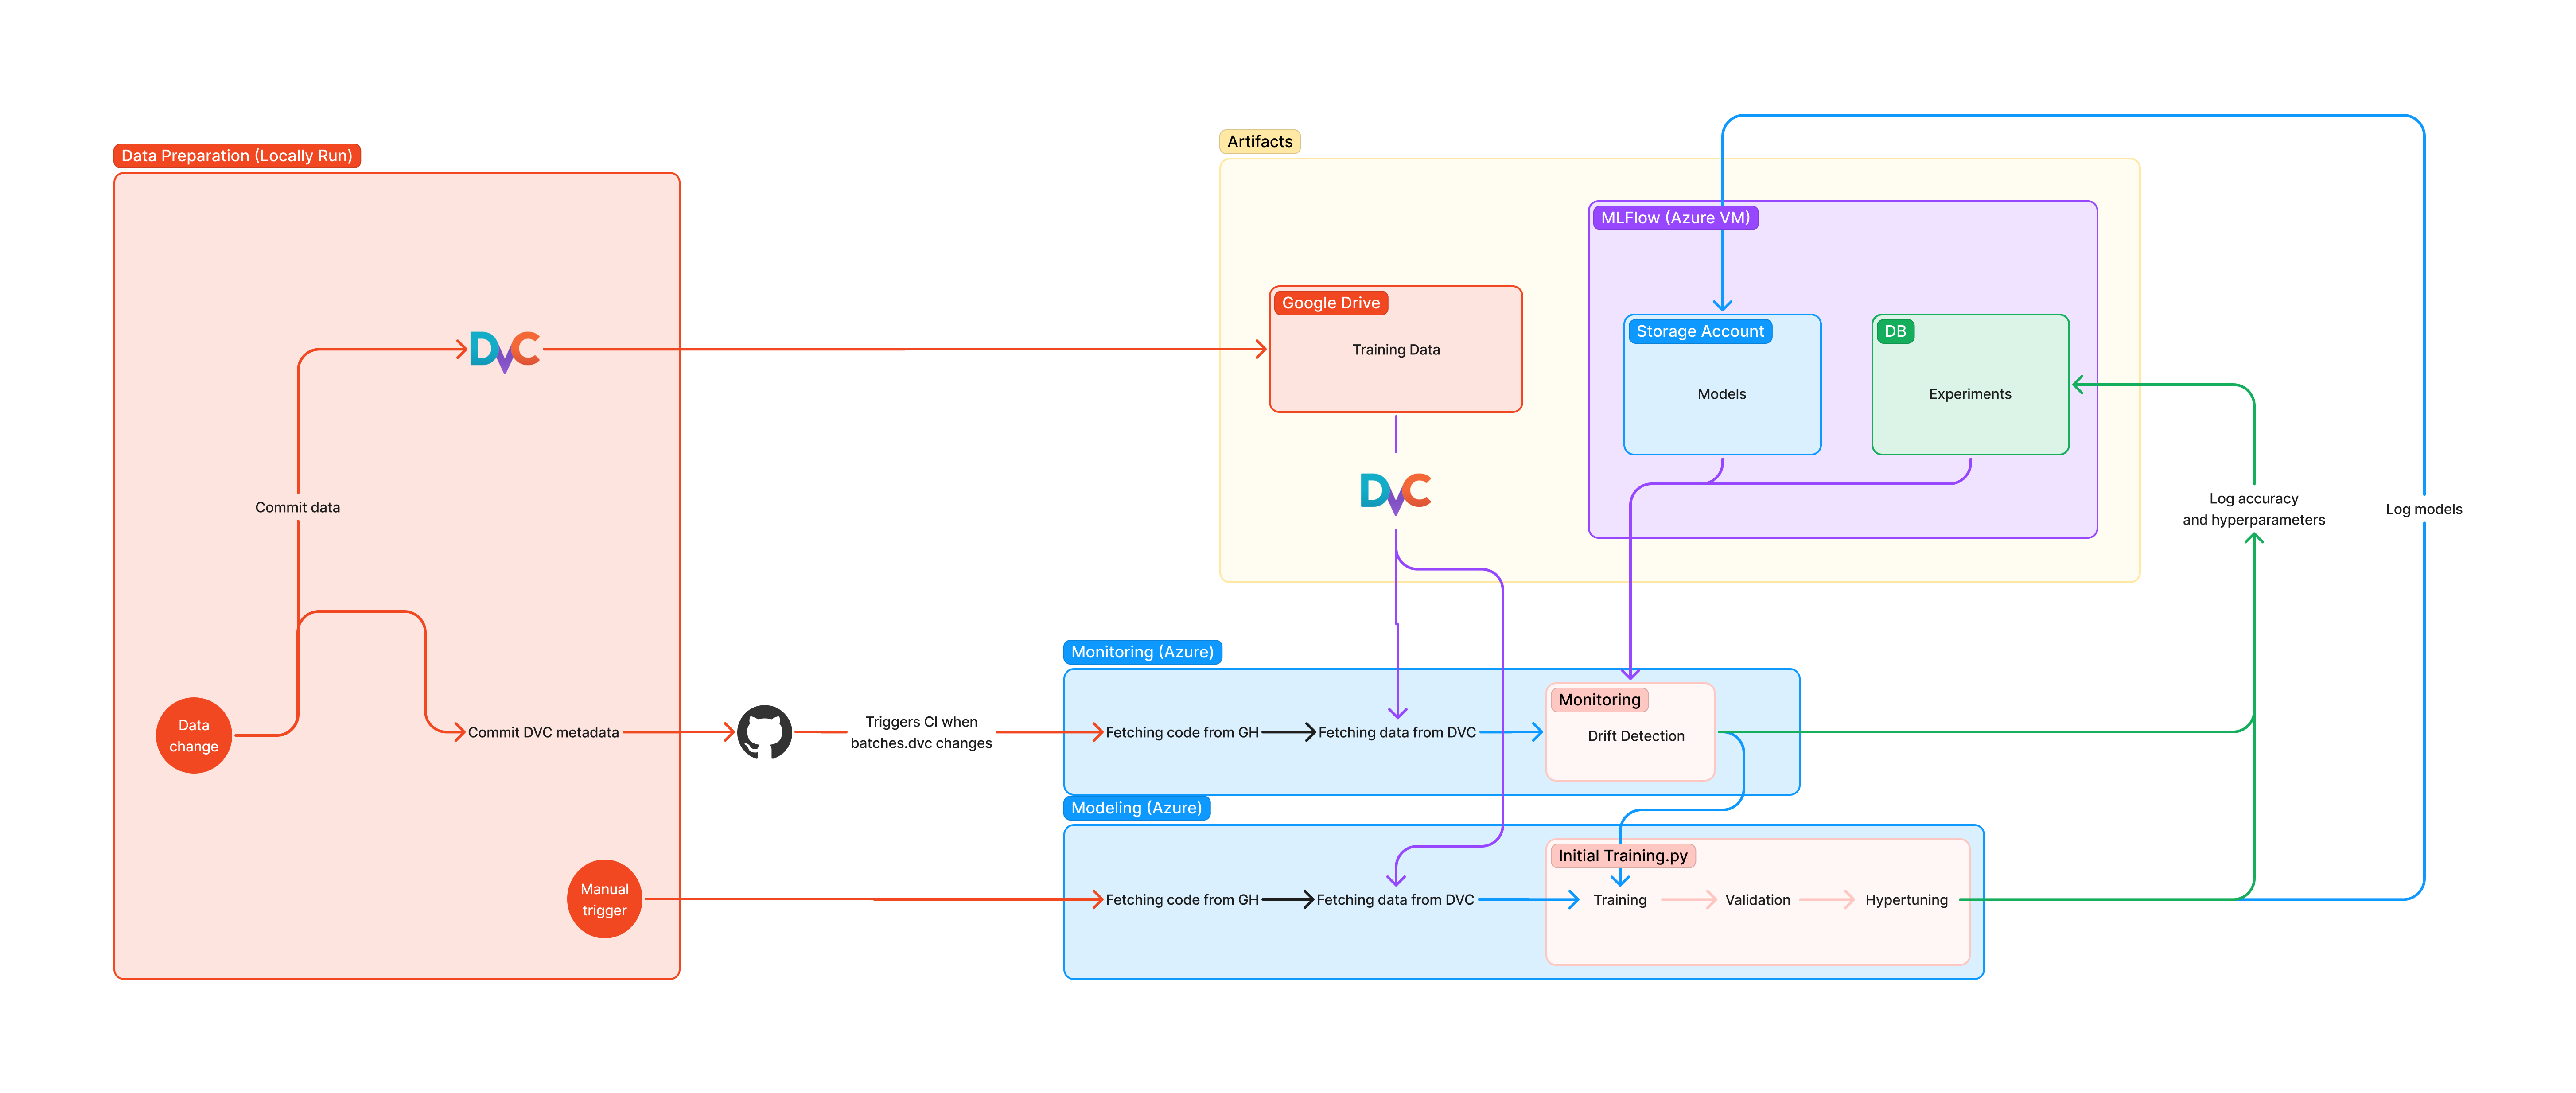 Data Preparation (Locally Run)
DVC
Commit data
Data
change
Commit DVC metadata
Manual
trigger
Triggers CI when
batches.dvc changes
Artifacts
Google Drive
Training Data
DVC
MLFlow (Azure VM)
Storage Account
Models
DB
Experiments
Log accuracy
and hyperparameters
Log models
Monitoring (Azure)
Fetching code from GH
Fetching data from DVC
Monitoring
Drift Detection
Modeling (Azure)
Fetching code from GH
Fetching data from DVC
Initial Training.py
Training
Validation
Hypertuning